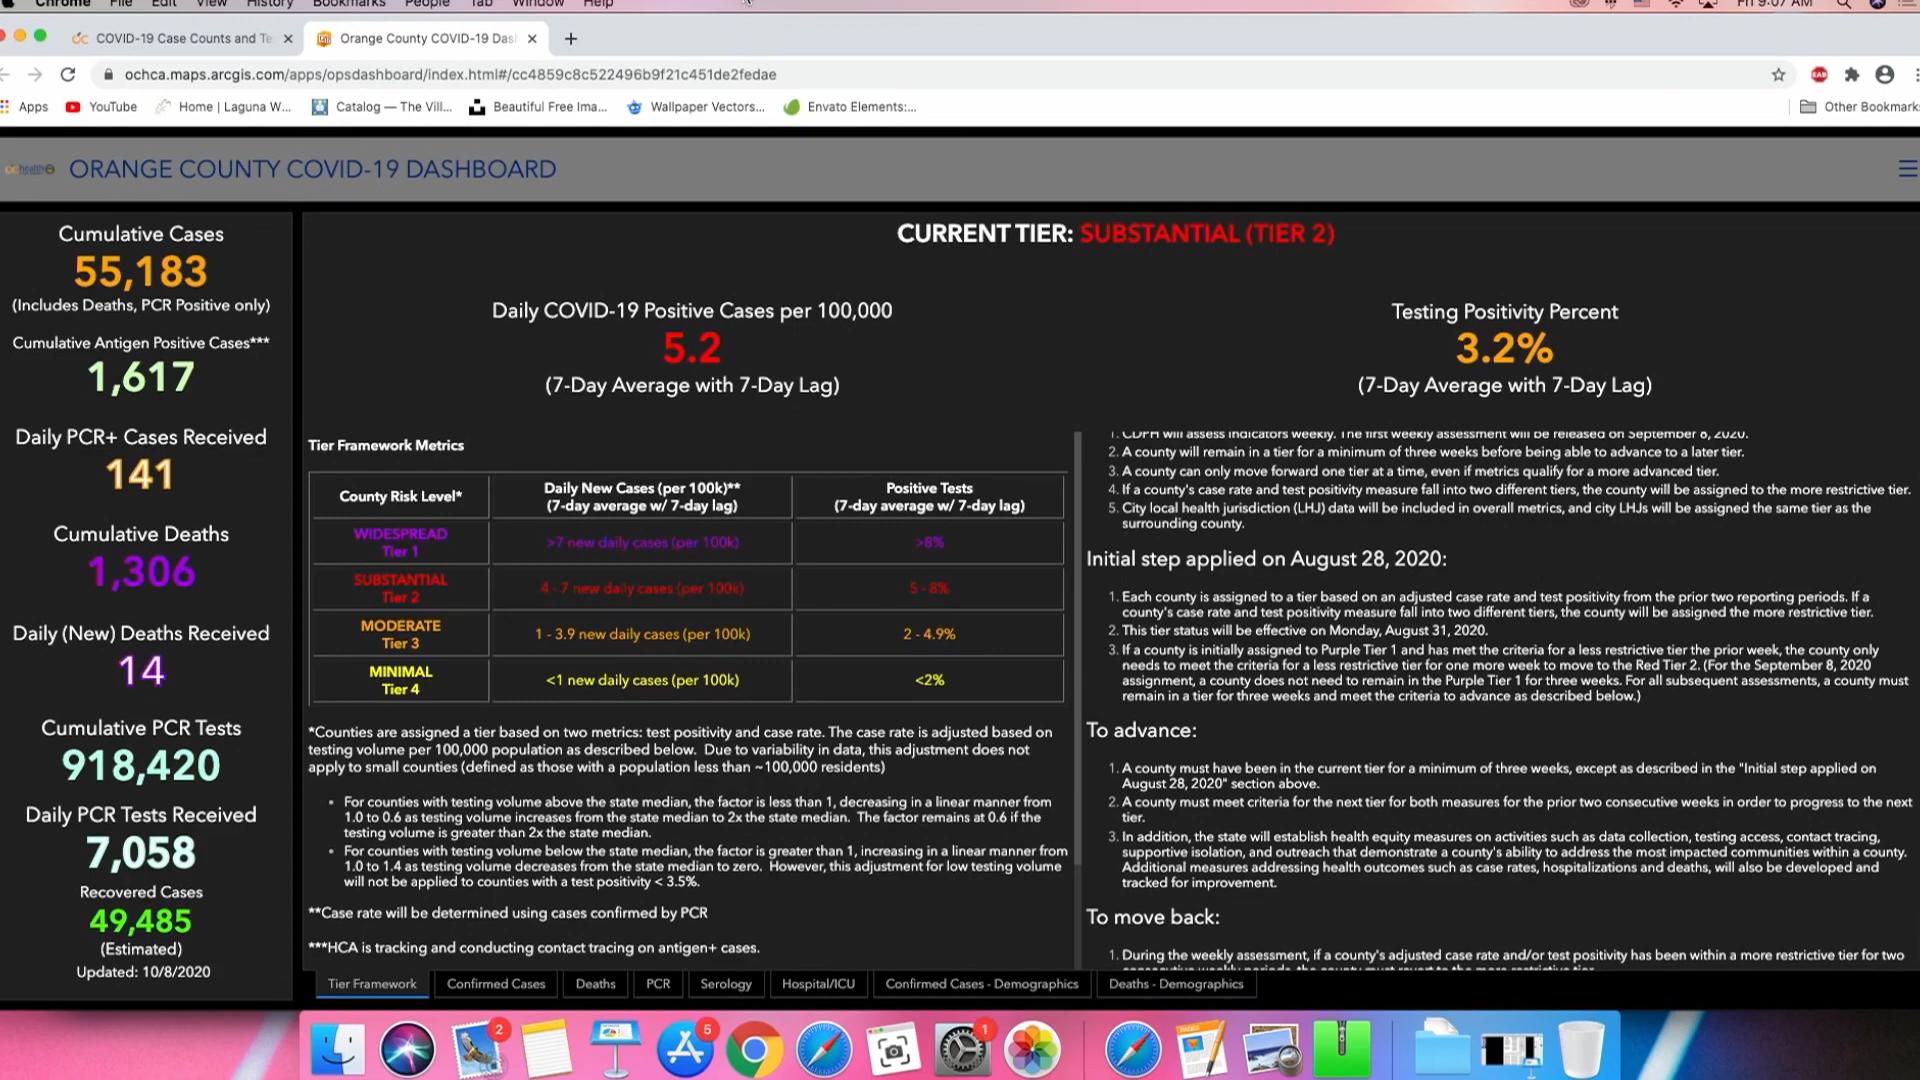 Chrome File Edit View History Bookmarks People Tab Window Help Fri 9:07 AM
COVID-19 Case Counts and Te
Orange County COVID-19 Das
ochca.maps.arcgis.com/apps/opsdashboard/index.html#/cc4859c8c522496b9f21c451de2fedae
Apps YouTube Home | Laguna W... Catalog — The Vill... Beautiful Free Ima... Wallpaper Vectors... Envato Elements:... Other Bookmarks
ORANGE COUNTY COVID-19 DASHBOARD
Cumulative Cases
55,183
(Includes Deaths, PCR Positive only)
Cumulative Antigen Positive Cases***
1,617
Daily PCR+ Cases Received
141
Cumulative Deaths
1,306
Daily (New) Deaths Received
14
Cumulative PCR Tests
918,420
Daily PCR Tests Received
7,058
Recovered Cases
49,485
(Estimated)
Updated: 10/8/2020
CURRENT TIER: SUBSTANTIAL (TIER 2)
Daily COVID-19 Positive Cases per 100,000
5.2
(7-Day Average with 7-Day Lag)
Testing Positivity Percent
3.2%
(7-Day Average with 7-Day Lag)
Tier Framework Metrics
County Risk Level*
Daily New Cases (per 100k)**
(7-day average w/ 7-day lag)
Positive Tests
(7-day average w/ 7-day lag)
WIDESPREAD
Tier 1
>7 new daily cases (per 100k)
>8%
SUBSTANTIAL
Tier 2
4 - 7 new daily cases (per 100k)
5 - 8%
MODERATE
Tier 3
1 - 3.9 new daily cases (per 100k)
2 - 4.9%
MINIMAL
Tier 4
<1 new daily cases (per 100k)
<2%
*Counties are assigned a tier based on two metrics: test positivity and case rate. The case rate is adjusted based on
testing volume per 100,000 population as described below. Due to variability in data, this adjustment does not
apply to small counties (defined as those with a population less than ~100,000 residents)
• For counties with testing volume above the state median, the factor is less than 1, decreasing in a linear manner from
1.0 to 0.6 as testing volume increases from the state median to 2x the state median. The factor remains at 0.6 if the
testing volume is greater than 2x the state median.
• For counties with testing volume below the state median, the factor is greater than 1, increasing in a linear manner from
1.0 to 1.4 as testing volume decreases from the state median to zero. However, this adjustment for low testing volume
will not be applied to counties with a test positivity < 3.5%.
**Case rate will be determined using cases confirmed by PCR
***HCA is tracking and conducting contact tracing on antigen+ cases.
1. CDPH will assess indicators weekly. The first weekly assessment will be released on September 8, 2020.
2. A county will remain in a tier for a minimum of three weeks before being able to advance to a later tier.
3. A county can only move forward one tier at a time, even if metrics qualify for a more advanced tier.
4. If a county's case rate and test positivity measure fall into two different tiers, the county will be assigned to the more restrictive tier.
5. City local health jurisdiction (LHJ) data will be included in overall metrics, and city LHJs will be assigned the same tier as the
surrounding county.
Initial step applied on August 28, 2020:
1. Each county is assigned to a tier based on an adjusted case rate and test positivity from the prior two reporting periods. If a
county's case rate and test positivity measure fall into two different tiers, the county will be assigned the more restrictive tier.
2. This tier status will be effective on Monday, August 31, 2020.
3. If a county is initially assigned to Purple Tier 1 and has met the criteria for a less restrictive tier the prior week, the county only
needs to meet the criteria for a less restrictive tier for one more week to move to the Red Tier 2. (For the September 8, 2020
assignment, a county does not need to remain in the Purple Tier 1 for three weeks. For all subsequent assessments, a county must
remain in a tier for three weeks and meet the criteria to advance as described below.)
To advance:
1. A county must have been in the current tier for a minimum of three weeks, except as described in the "Initial step applied on
August 28, 2020" section above.
2. A county must meet criteria for the next tier for both measures for the prior two consecutive weeks in order to progress to the next
tier.
3. In addition, the state will establish health equity measures on activities such as data collection, testing access, contact tracing,
supportive isolation, and outreach that demonstrate a county's ability to address the most impacted communities within a county.
Additional measures addressing health outcomes such as case rates, hospitalizations and deaths, will also be developed and
tracked for improvement.
To move back:
1. During the weekly assessment, if a county's adjusted case rate and/or test positivity has been within a more restrictive tier for two
Tier Framework Confirmed Cases Deaths PCR Serology Hospital/ICU Confirmed Cases - Demographics Deaths - Demographics
2
5
1